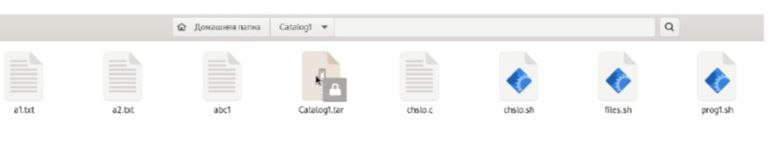 Домашняя папка Catalog1
a1.txt a2.txt abc1 Catalog1.tar chslo.c chslo.sh files.sh prog1.sh